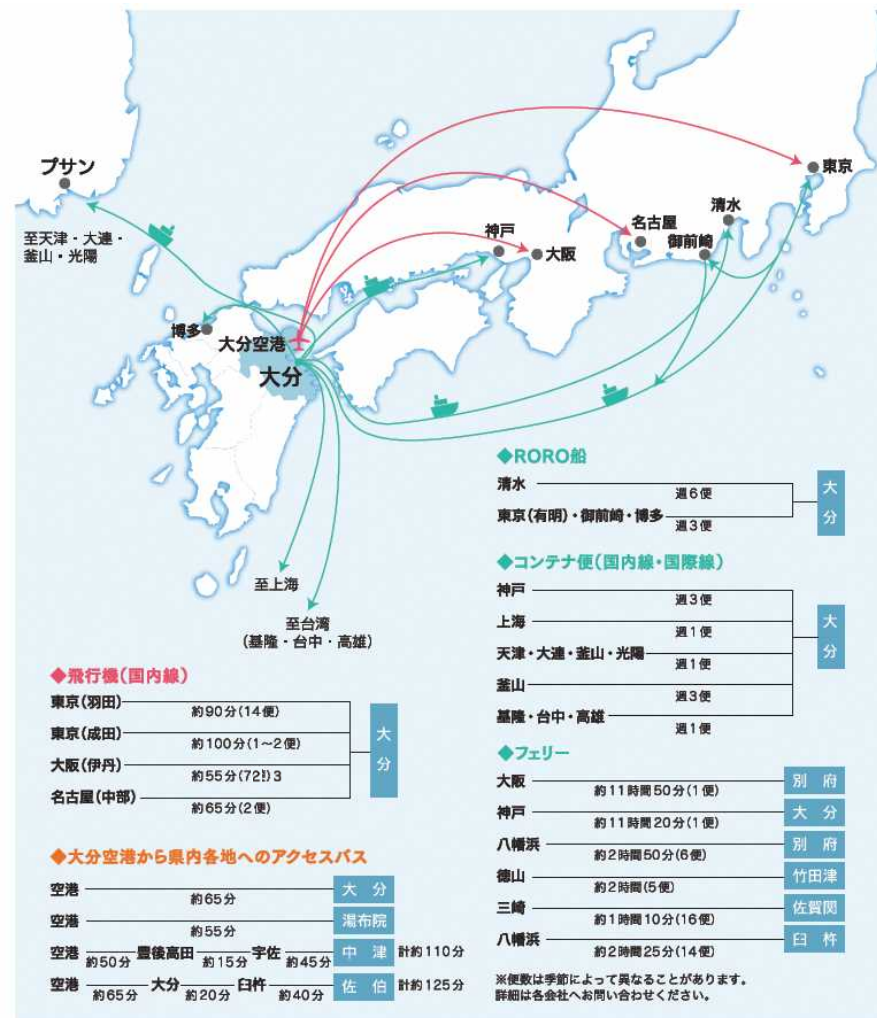 プサン
至天津・大連・
釜山・光陽
博多
大分空港
大分
神戸
大阪
名古屋
清水
御前崎
東京
至上海
至台湾
(基隆・台中・高雄)
◆飛行機(国内線)
東京(羽田)
約90分(14便)
東京(成田)
約100分(1～2便)
大阪(伊丹)
約55分(72!)3
名古屋(中部)
約65分(2便)
大分
◆大分空港から県内各地へのアクセスバス
空港 約65分 大分
空港 約55分 湯布院
空港 約50分 豊後高田 約15分 宇佐 約45分 中津 計約110分
空港 約65分 大分 約20分 臼杵 約40分 佐伯 計約125分
◆RORO船
清水
週6便
東京(有明)・御前崎・博多
週3便
大分
◆コンテナ便(国内線・国際線)
神戸
週3便
上海
週1便
天津・大連・釜山・光陽
週1便
釜山
週3便
基隆・台中・高雄
週1便
大分
◆フェリー
大阪 約11時間50分(1便) 別府
神戸 約11時間20分(1便) 大分
八幡浜 約2時間50分(6便) 別府
徳山 約2時間(5便) 竹田津
三崎 約1時間10分(16便) 佐賀関
八幡浜 約2時間25分(14便) 臼杵
※便数は季節によって異なることがあります。
詳細は各会社へお問い合わせください。